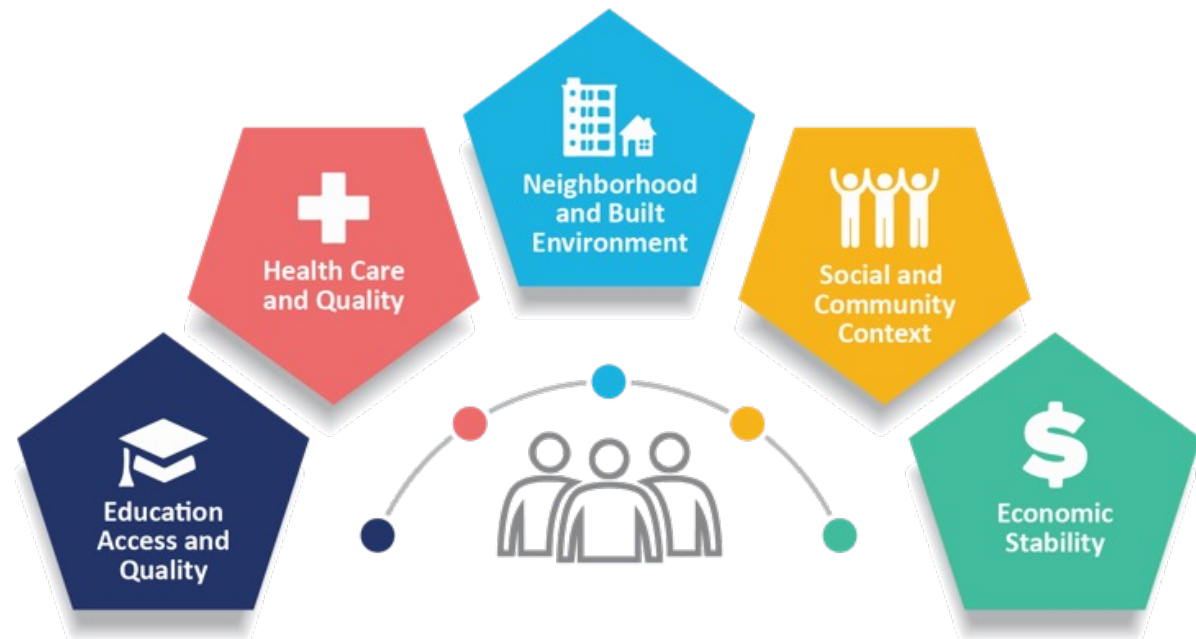 Education
Access and
Quality
Health Care
and Quality
Neighborhood
and Built
Environment
Social and
Community
Context
$
Economic
Stability